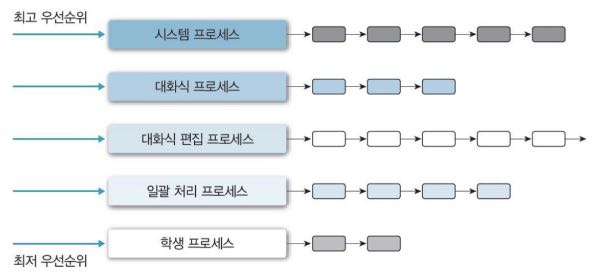 최고 우선순위
시스템 프로세스
대화식 프로세스
대화식 편집 프로세스
일괄 처리 프로세스
학생 프로세스
최저 우선순위